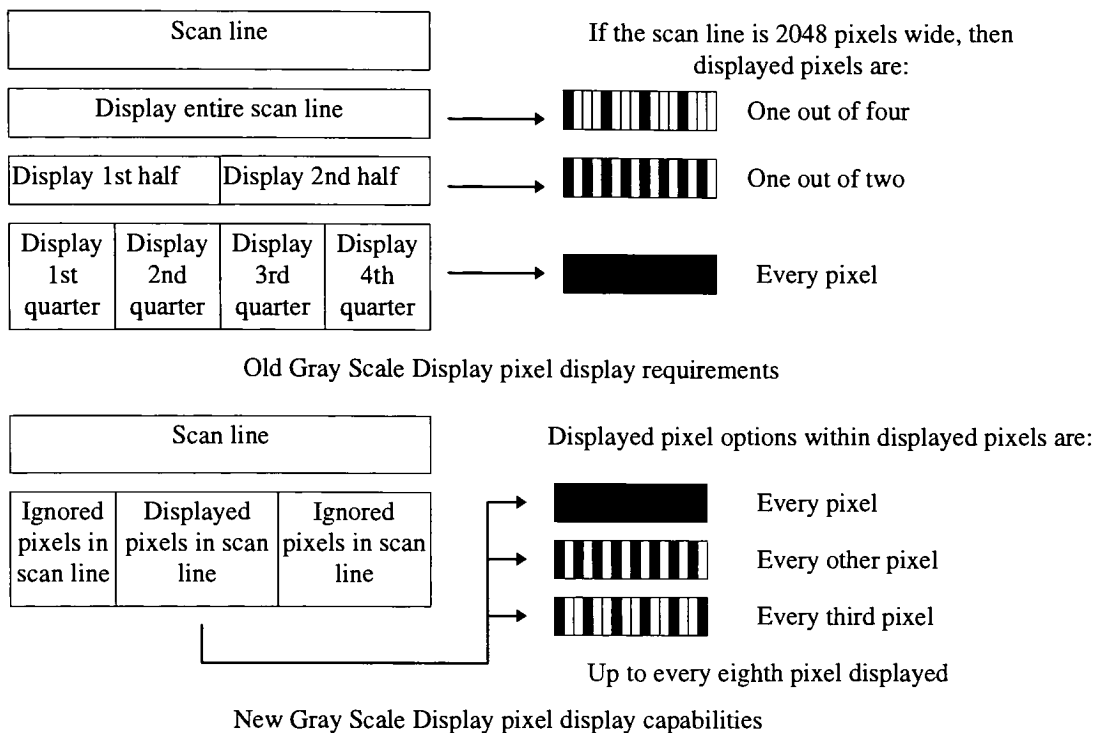 Scan line
If the scan line is 2048 pixels wide, then
displayed pixels are:
Display entire scan line
One out of four
Display 1st half
Display 2nd half
One out of two
Display
1st
quarter
Display
2nd
quarter
Display
3rd
quarter
Display
4th
quarter
Every pixel
Old Gray Scale Display pixel display requirements
Scan line
Displayed pixel options within displayed pixels are:
Ignored
pixels in
scan line
Displayed
pixels in scan
line
Ignored
pixels in scan
line
Every pixel
Every other pixel
Every third pixel
Up to every eighth pixel displayed
New Gray Scale Display pixel display capabilities